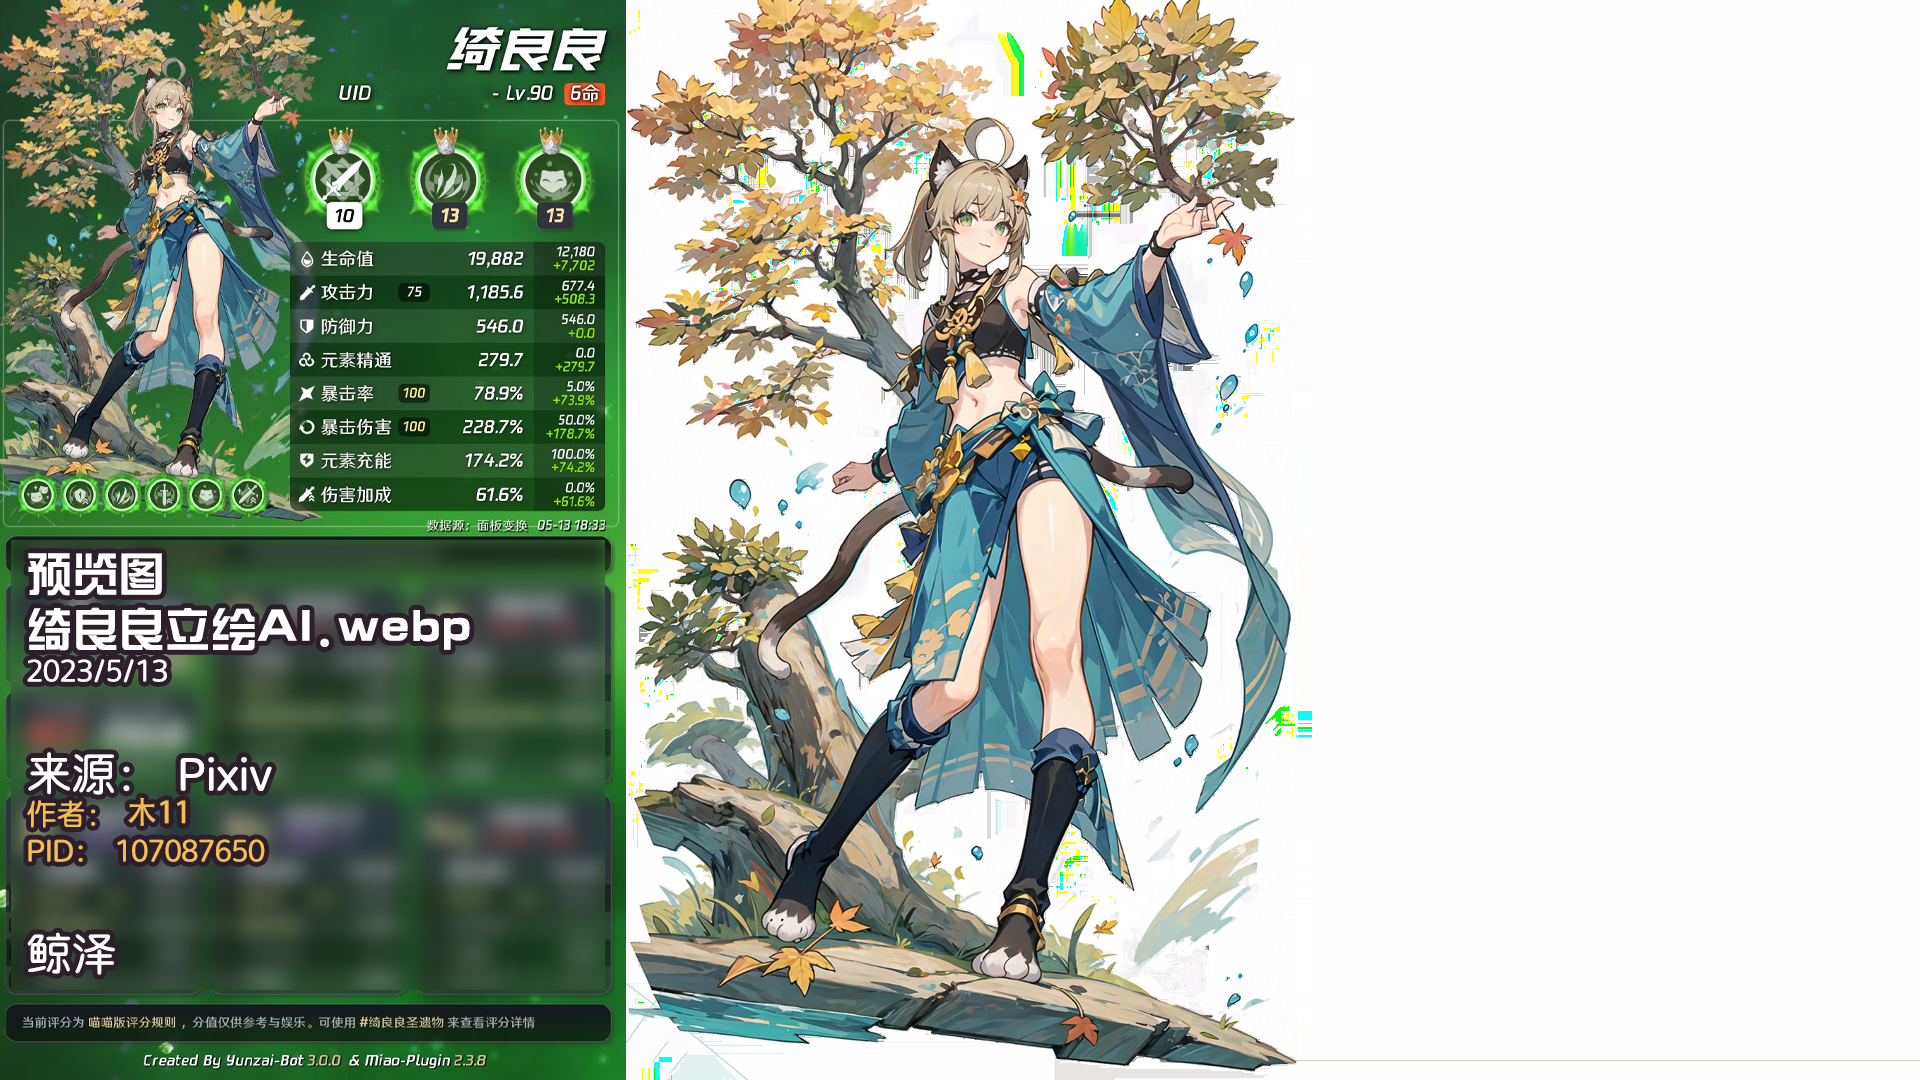 绮良良
UID
- Lv.90 6命
10 13 13
生命值 19,882 12,180 +7,702
攻击力 75 1,185.6 677.4 +508.3
防御力 546.0 546.0 +0.0
元素精通 279.7 0.0 +279.7
暴击率 100 78.9% 5.0% +73.9%
暴击伤害 100 228.7% 50.0% +178.7%
元素充能 174.2% 100.0% +74.2%
伤害加成 61.6% 0.0% +61.6%
数据源：面板变换 05-13 18:33
预览图
绮良良立绘AI.webp
2023/5/13
来源： Pixiv
作者： 木11
PID： 107087650
鲸泽
当前评分为 喵喵版评分规则 ，分值仅供参考与娱乐。可使用 #绮良良圣遗物 来查看评分详情
Created By Yunzai-Bot 3.0.0 & Miao-Plugin 2.3.8